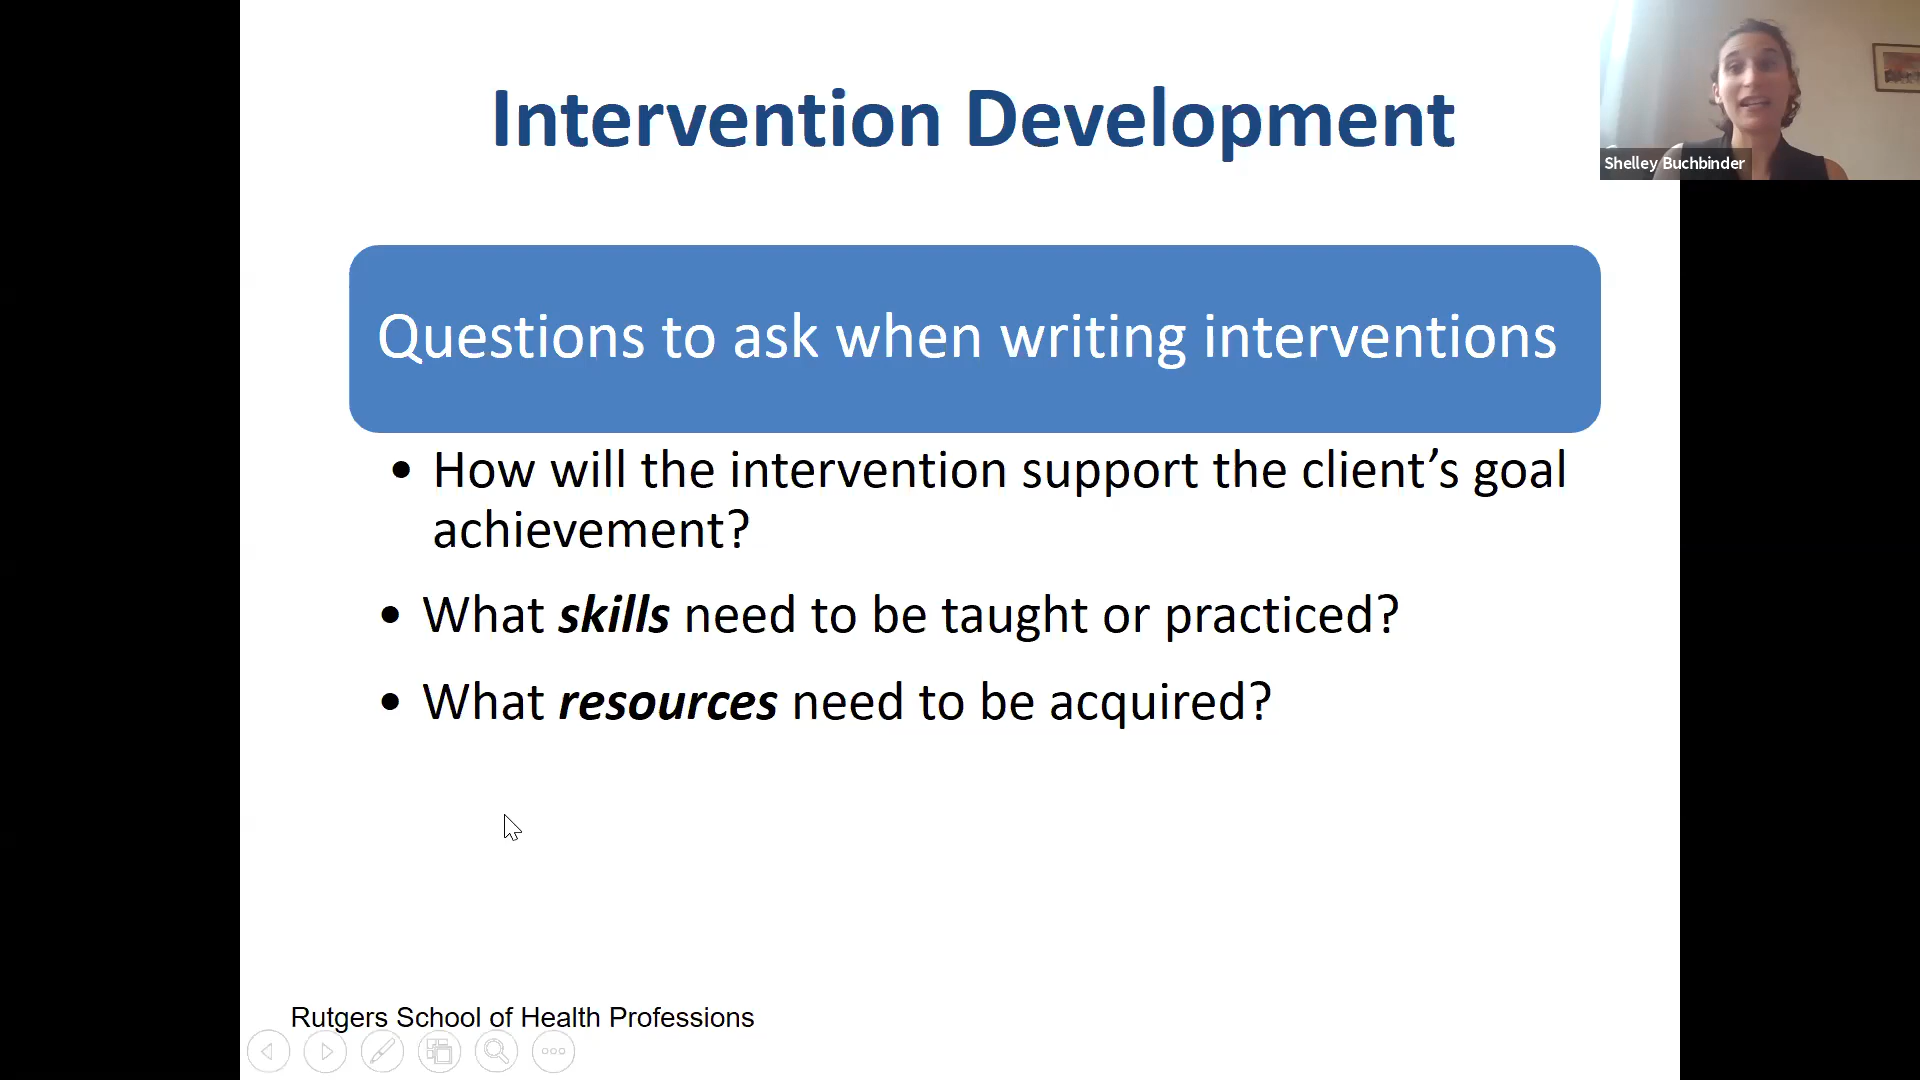 Intervention Development
Shelley Buchbinder
Questions to ask when writing interventions
• How will the intervention support the client’s goal
achievement?
• What skills need to be taught or practiced?
• What resources need to be acquired?
Rutgers School of Health Professions